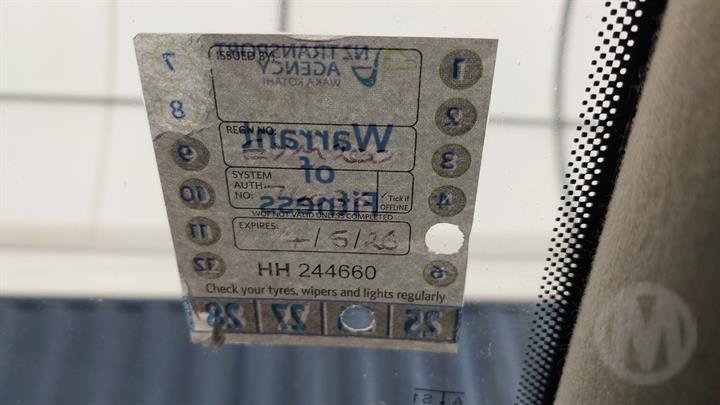 ISSUED BY
NZ TRANSPORT
AGENCY
WAKA KOTAHI
7 1
8 2
REGN NO:
Warrant
9 3
of
SYSTEM
AUTH
NO:
10 4
✓ Tick if
OFFLINE
Fitness
WOF NOT VALID UNLESS COMPLETED
11
EXPIRES: 4/5/26
12 6
HH 244660
Check your tyres, wipers and lights regularly
28 27 25
M